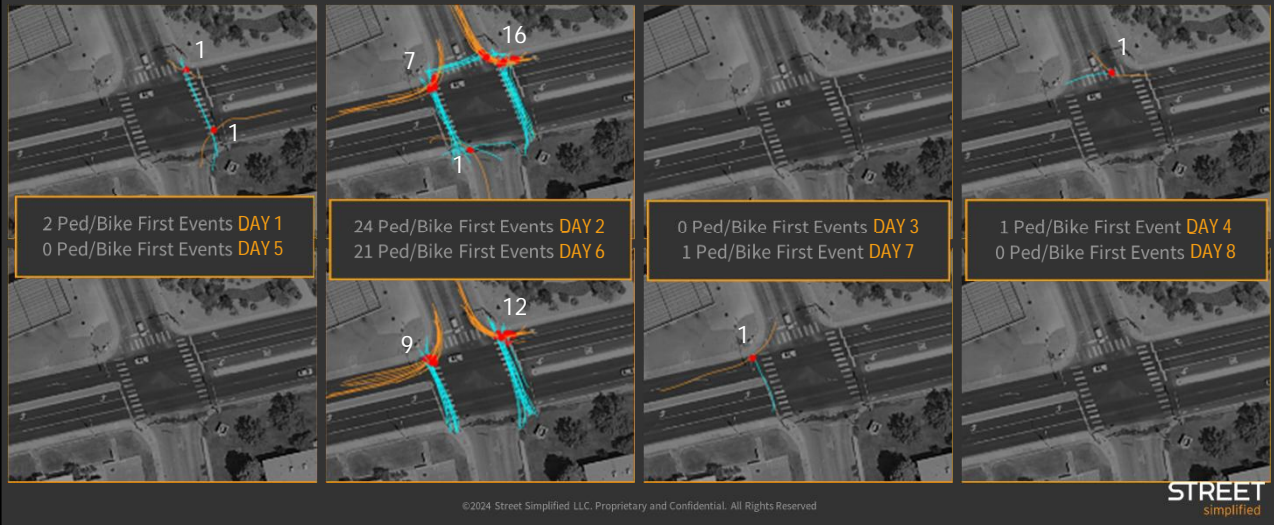 1
1
2 Ped/Bike First Events DAY 1
0 Ped/Bike First Events DAY 5
16
7
1
24 Ped/Bike First Events DAY 2
21 Ped/Bike First Events DAY 6
12
9
0 Ped/Bike First Events DAY 3
1 Ped/Bike First Event DAY 7
1
1
1 Ped/Bike First Event DAY 4
0 Ped/Bike First Events DAY 8
©2024 Street Simplified LLC. Proprietary and Confidential. All Rights Reserved
STREET
simplified